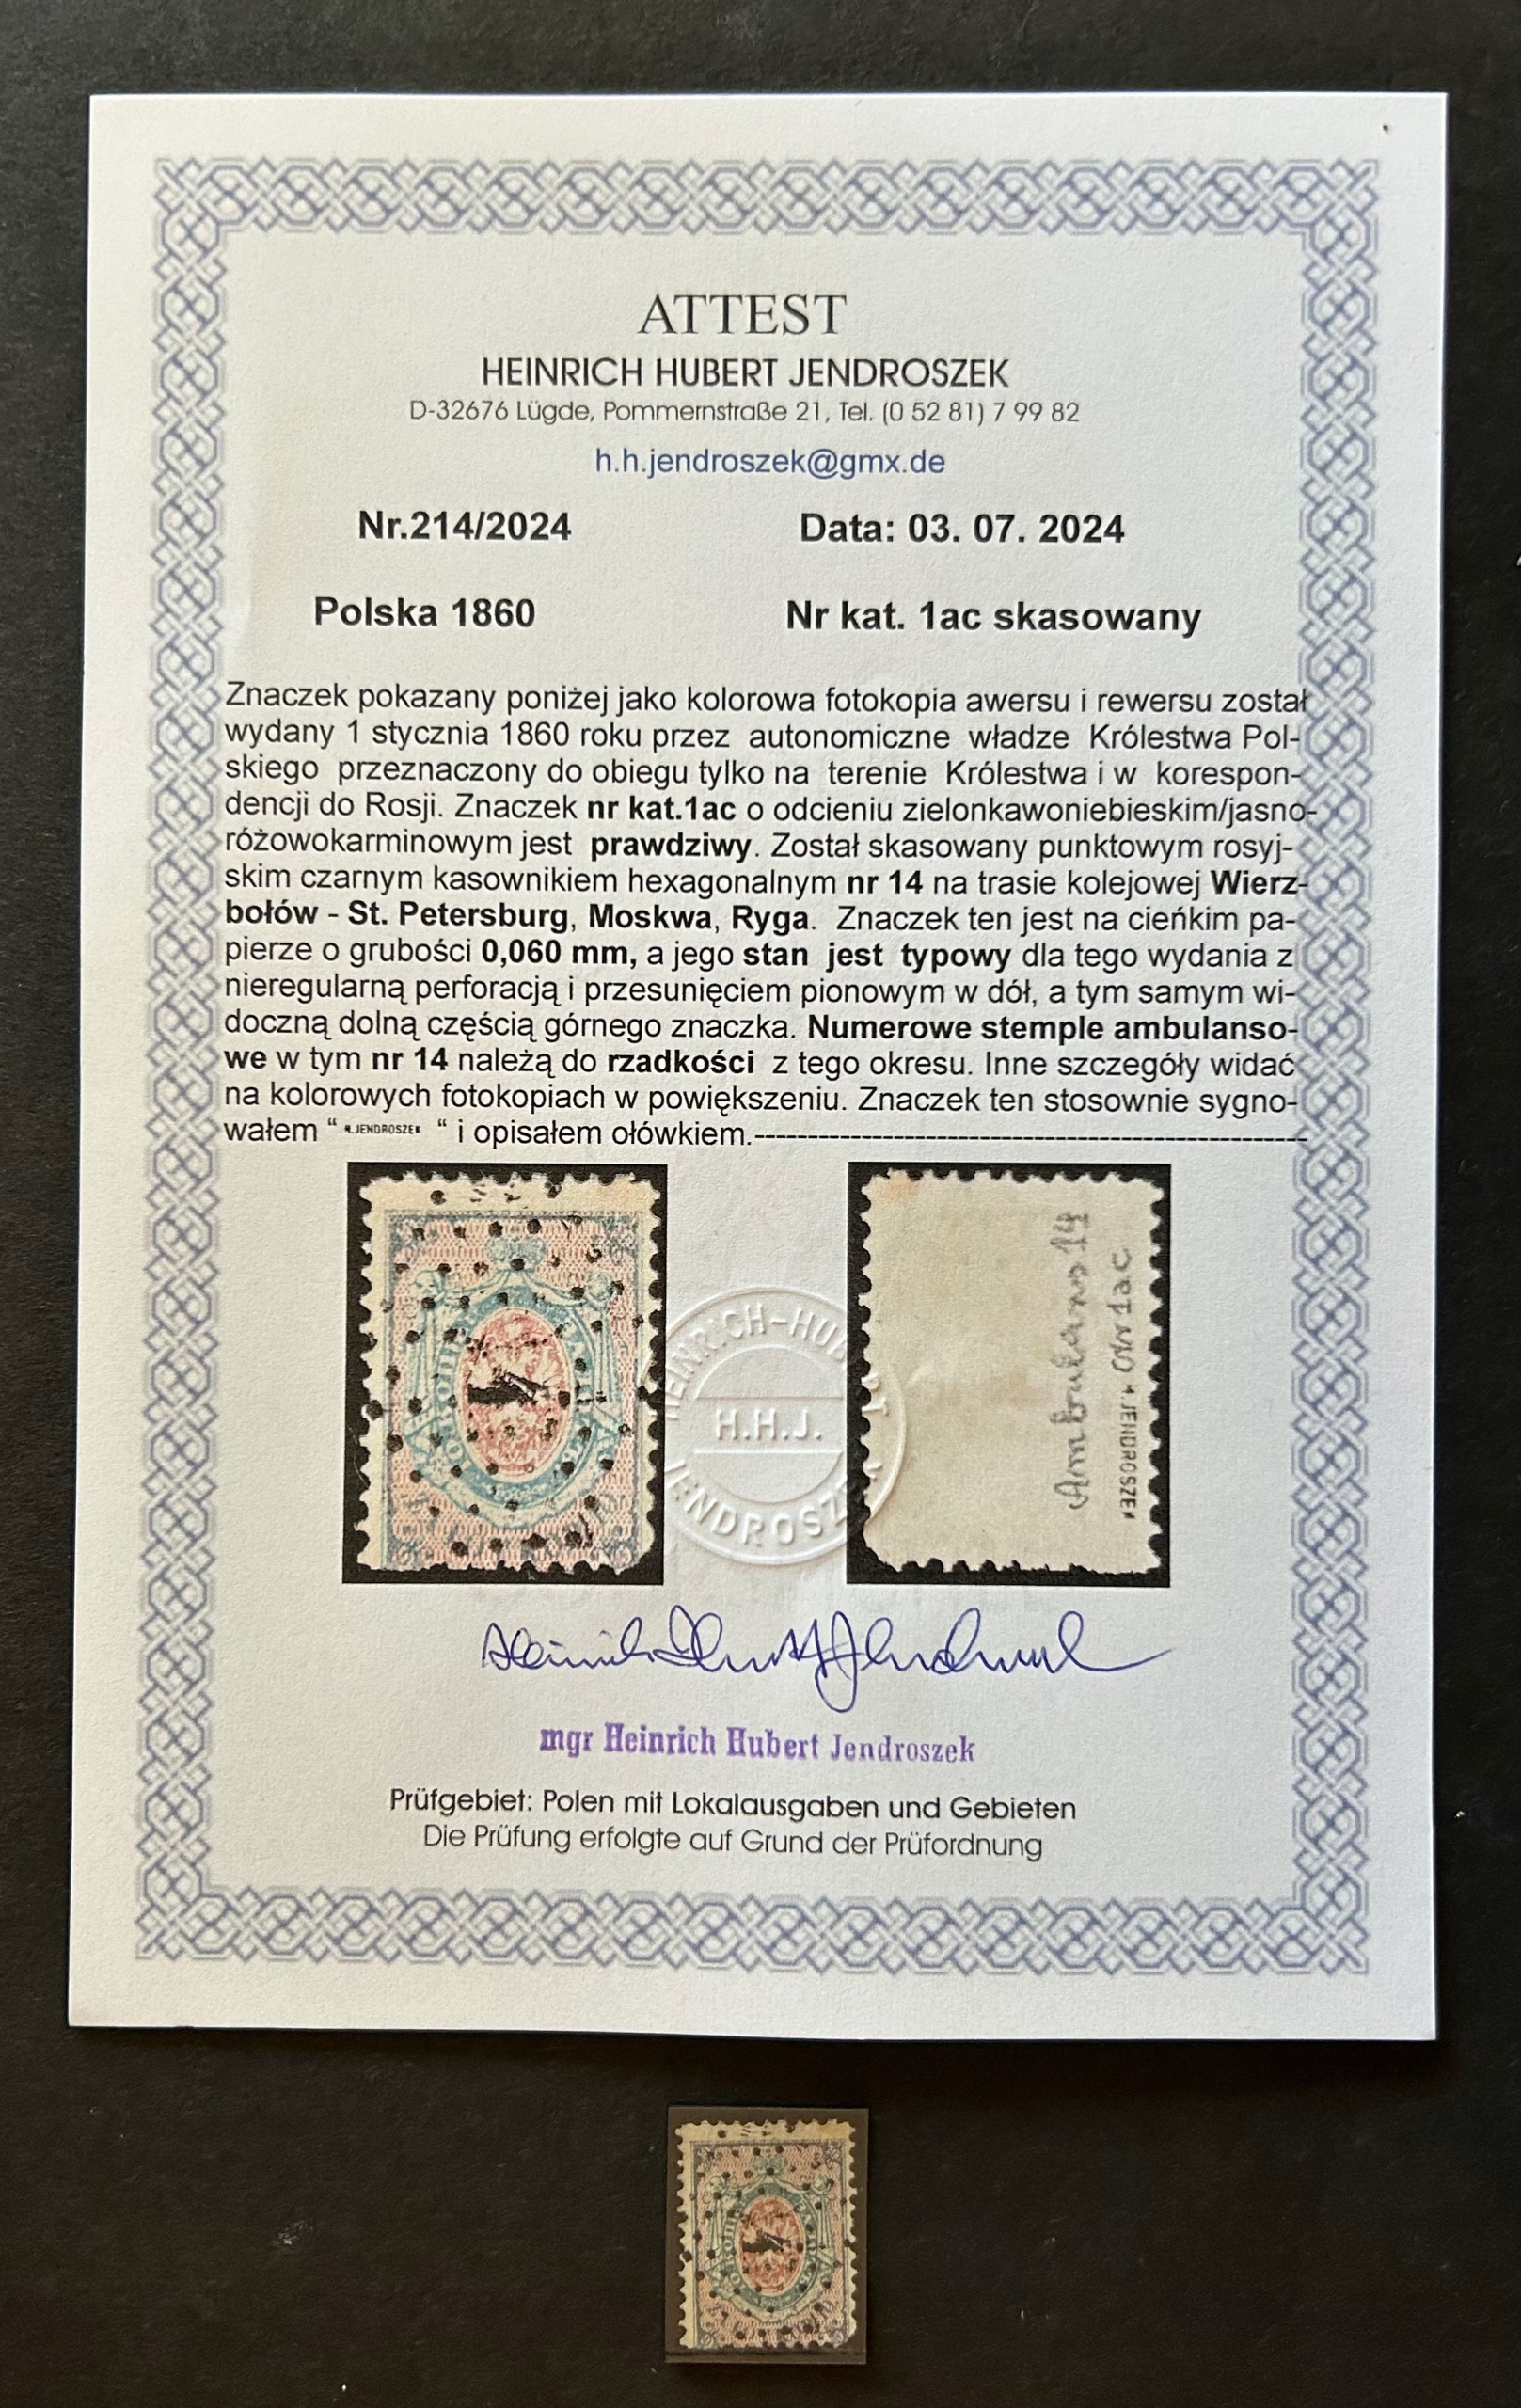 ATTEST
HEINRICH HUBERT JENDROSZEK
D-32676 Lügde, Pommernstraße 21, Tel. (0 52 81) 7 99 82
h.h.jendroszek@gmx.de
Nr.214/2024 Data: 03. 07. 2024
Polska 1860 Nr kat. 1ac skasowany
Znaczek pokazany poniżej jako kolorowa fotokopia awersu i rewersu został
wydany 1 stycznia 1860 roku przez autonomiczne władze Królestwa Pol-
skiego przeznaczony do obiegu tylko na terenie Królestwa i w korespon-
dencji do Rosji. Znaczek nr kat.1ac o odcieniu zielonkawoniebieskim/jasno-
różowokarminowym jest prawdziwy. Został skasowany punktowym rosyj-
skim czarnym kasownikiem hexagonalnym nr 14 na trasie kolejowej Wierz-
bołów - St. Petersburg, Moskwa, Ryga. Znaczek ten jest na cieńkim pa-
pierze o grubości 0,060 mm, a jego stan jest typowy dla tego wydania z
nieregularną perforacją i przesunięciem pionowym w dół, a tym samym wi-
doczną dolną częścią górnego znaczka. Numerowe stemple ambulanso-
we w tym nr 14 należą do rzadkości z tego okresu. Inne szczegóły widać
na kolorowych fotokopiach w powiększeniu. Znaczek ten stosownie sygno-
wałem “ H.JENDROSZEK “ i opisałem ołówkiem.----------------------------------------------------
HEINRICH-HUBERT
H.H.J.
JENDROSZEK
Ambulans 14
nr 1ac
H.JENDROSZEK
mgr Heinrich Hubert Jendroszek
Prüfgebiet: Polen mit Lokalausgaben und Gebieten
Die Prüfung erfolgte auf Grund der Prüfordnung